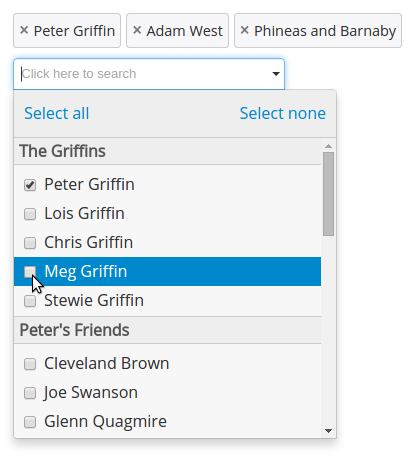 × Peter Griffin × Adam West × Phineas and Barnaby
Click here to search
Select all Select none
The Griffins
Peter Griffin
Lois Griffin
Chris Griffin
Meg Griffin
Stewie Griffin
Peter's Friends
Cleveland Brown
Joe Swanson
Glenn Quagmire